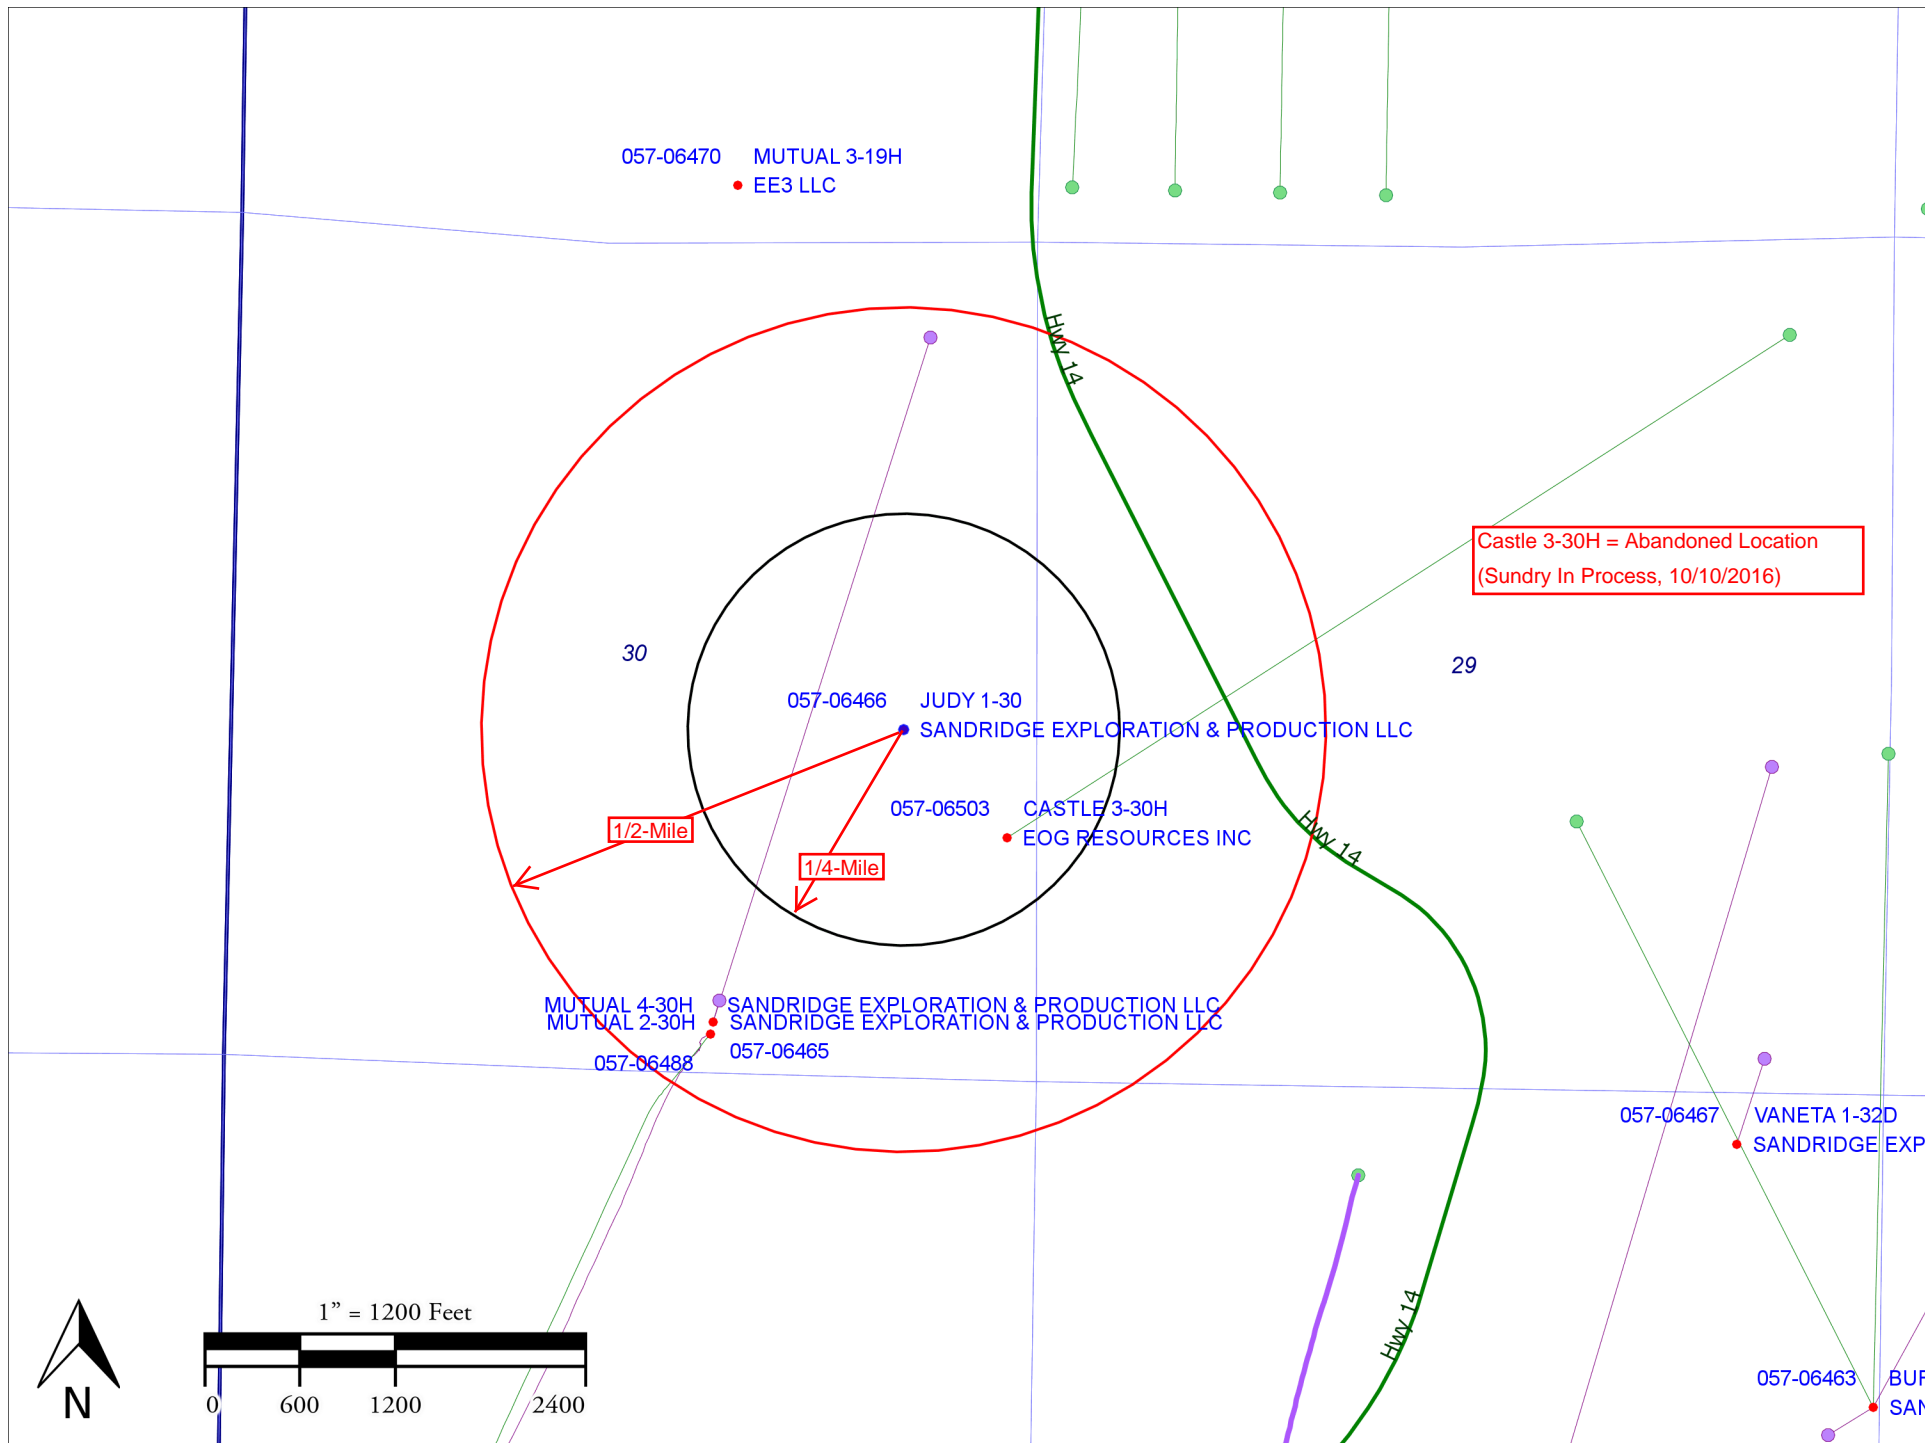 057-06470 MUTUAL 3-19H
EE3 LLC
Hwy 14
Castle 3-30H = Abandoned Location
(Sundry In Process, 10/10/2016)
30
29
057-06466 JUDY 1-30
SANDRIDGE EXPLORATION & PRODUCTION LLC
057-06503 CASTLE 3-30H
EOG RESOURCES INC
1/2-Mile
1/4-Mile
Hwy 14
MUTUAL 4-30H SANDRIDGE EXPLORATION & PRODUCTION LLC
MUTUAL 2-30H SANDRIDGE EXPLORATION & PRODUCTION LLC
057-06465
057-06488
057-06467 VANETA 1-32D
SANDRIDGE EXP
Hwy 14
1” = 1200 Feet
0 600 1200 2400
N
057-06463 BUF
SAN